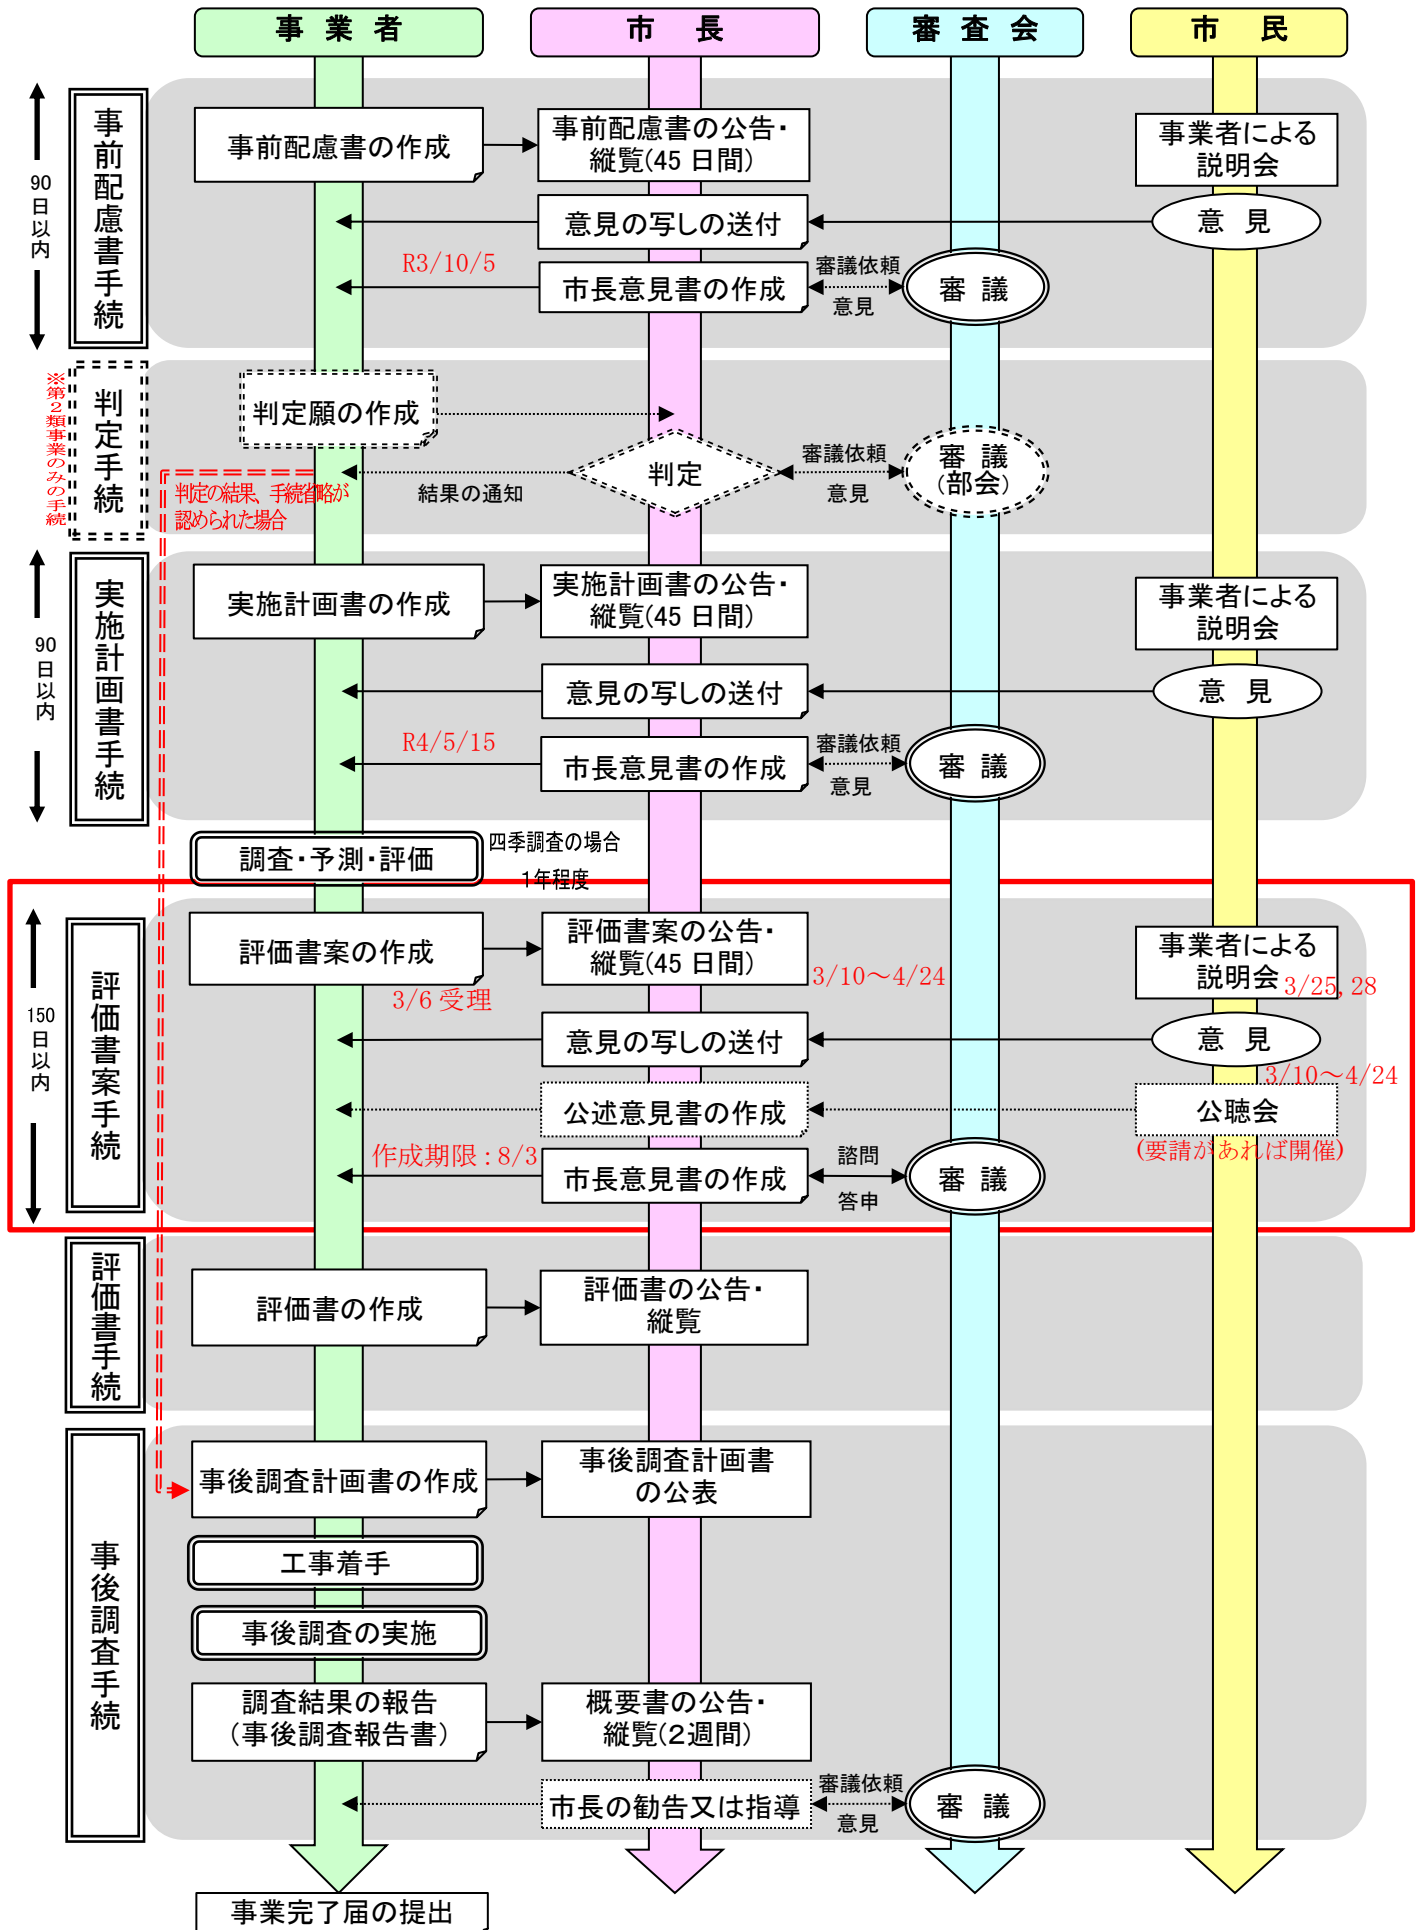 事業者
市長
審査会
市民
事前配慮書手続
90日以内
事前配慮書の作成
事前配慮書の公告・
縦覧(45日間)
事業者による
説明会
意見の写しの送付
意見
R3/10/5
市長意見書の作成
審議依頼
意見
審議
※第2類事業のみの手続
判定手続
判定願の作成
判定
結果の通知
審議依頼
意見
審議
(部会)
判定の結果、手続省略が
認められた場合
実施計画書手続
90日以内
実施計画書の作成
実施計画書の公告・
縦覧(45日間)
事業者による
説明会
意見の写しの送付
意見
R4/5/15
市長意見書の作成
審議依頼
意見
審議
調査・予測・評価
四季調査の場合
1年程度
評価書案手続
150日以内
評価書案の作成
3/6 受理
評価書案の公告・
縦覧(45日間)
3/10～4/24
事業者による
説明会
3/25, 28
意見の写しの送付
意見
3/10～4/24
公述意見書の作成
公聴会
(要請があれば開催)
作成期限：8/3
市長意見書の作成
諮問
答申
審議
評価書手続
評価書の作成
評価書の公告・
縦覧
事後調査手続
事後調査計画書の作成
事後調査計画書
の公表
工事着手
事後調査の実施
調査結果の報告
(事後調査報告書)
概要書の公告・
縦覧(2週間)
市長の勧告又は指導
審議依頼
意見
審議
事業完了届の提出